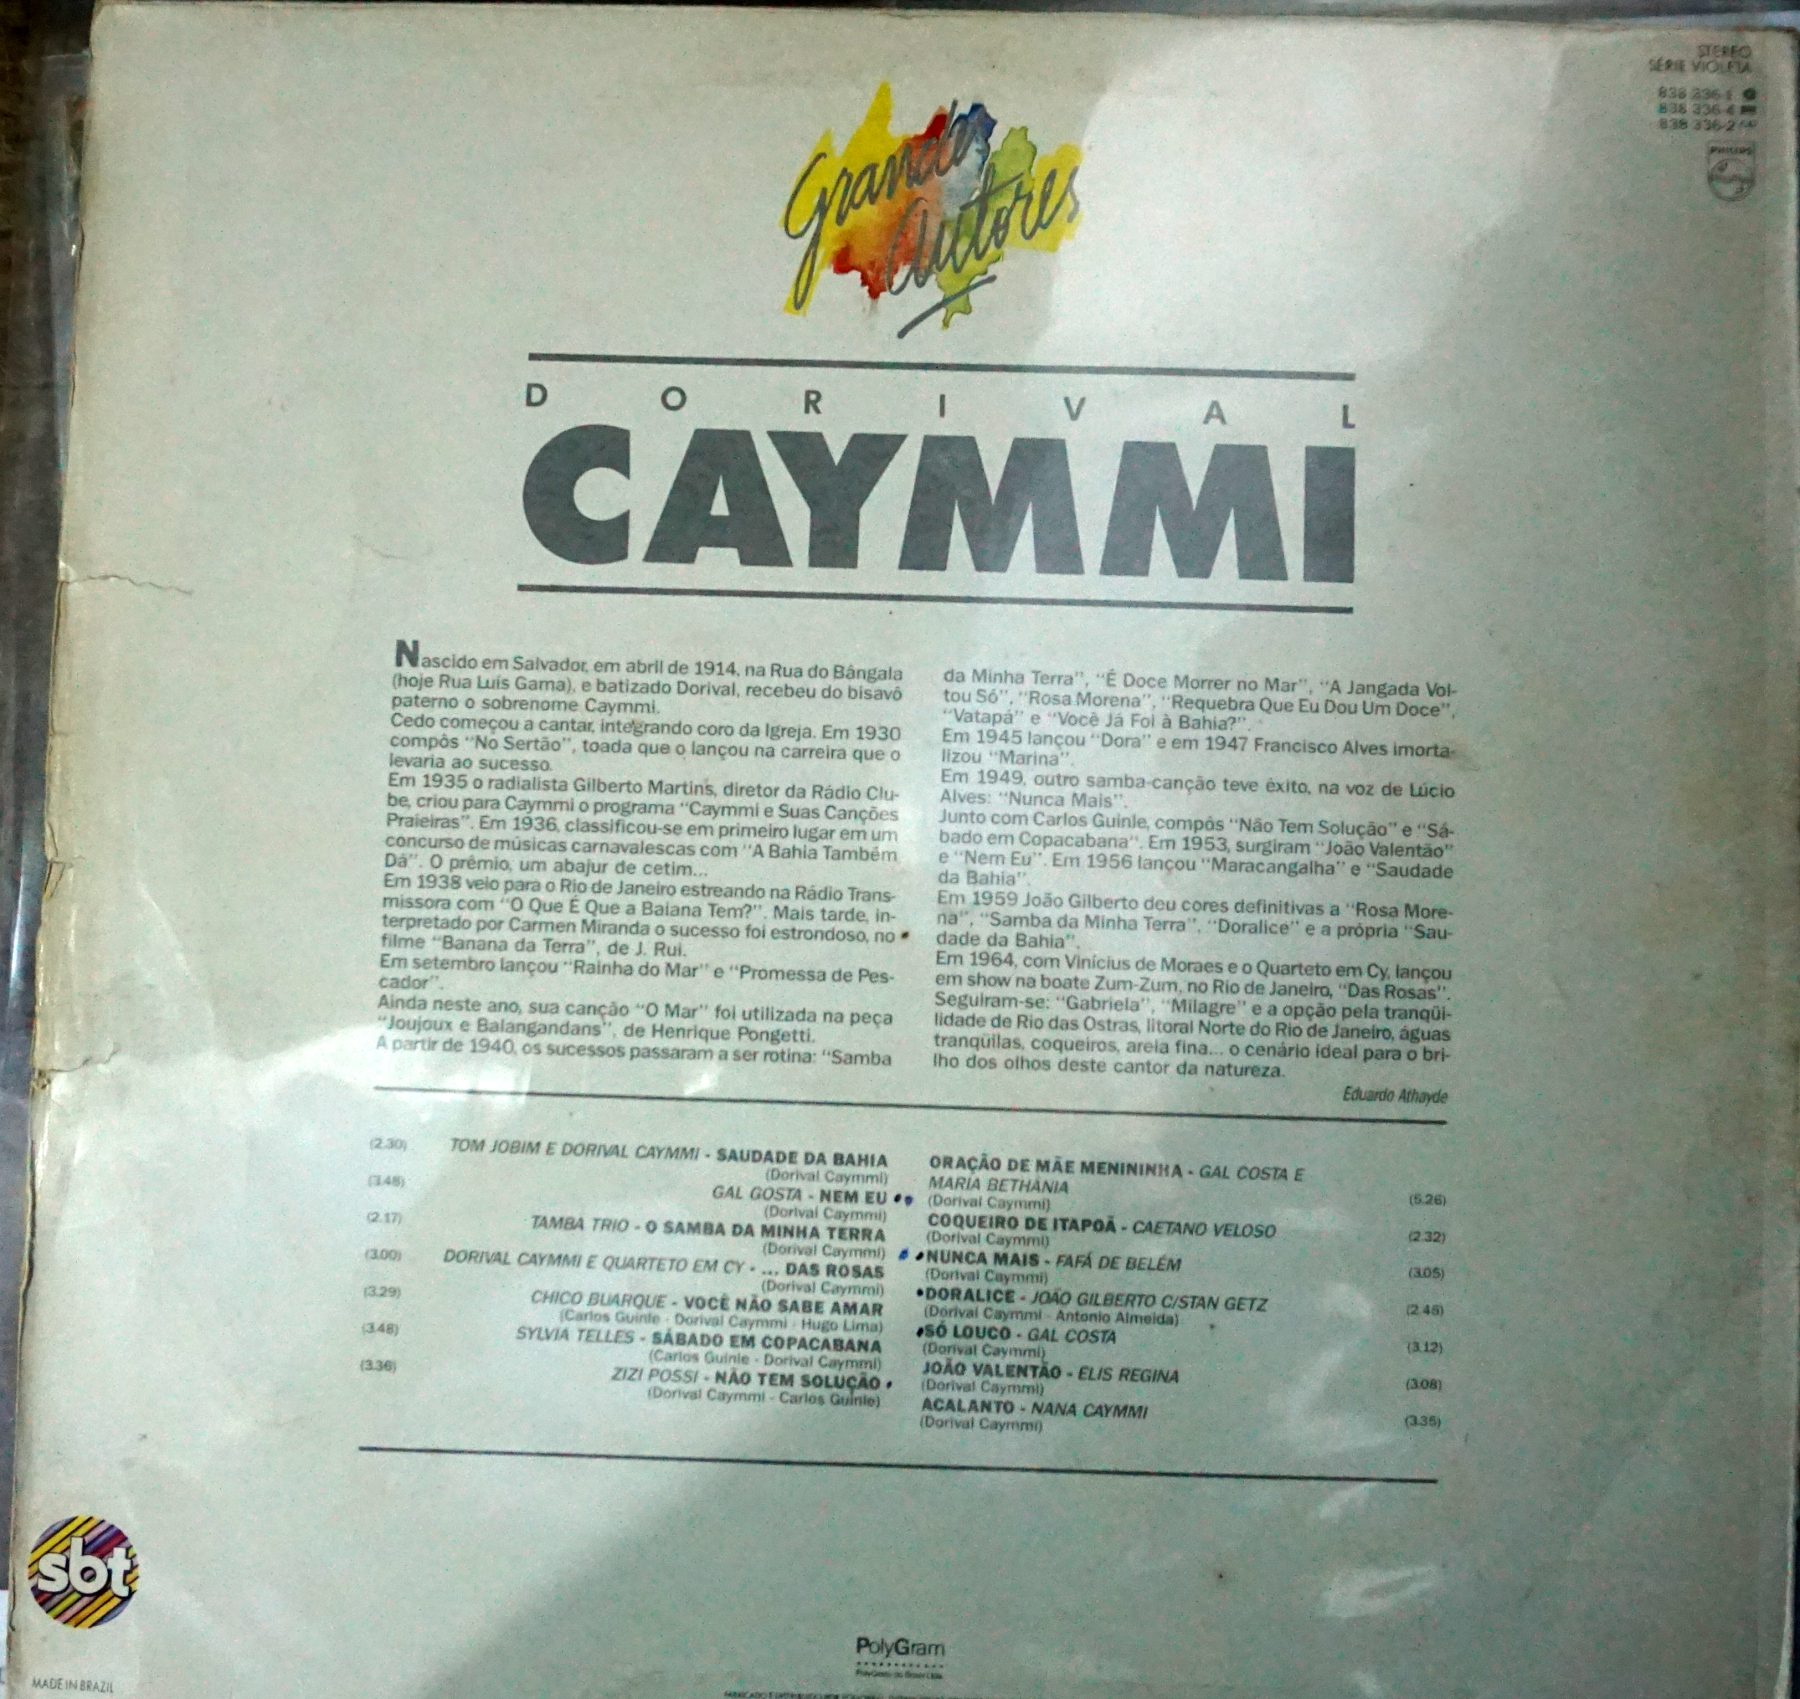 STEREO
SÉRIE VIOLETA
838 336-1
838 336-4
838 336-2
PHILIPS
Grandes
autores
DORIVAL
CAYMMI
Nascido em Salvador, em abril de 1914, na Rua do Bângala
(hoje Rua Luís Gama), e batizado Dorival, recebeu do bisavô
paterno o sobrenome Caymmi.
Cedo começou a cantar, integrando coro da Igreja. Em 1930
compôs "No Sertão", toada que o lançou na carreira que o
levaria ao sucesso.
Em 1935 o radialista Gilberto Martins, diretor da Rádio Clu-
be, criou para Caymmi o programa "Caymmi e Suas Canções
Praieiras". Em 1936, classificou-se em primeiro lugar em um
concurso de músicas carnavalescas com "A Bahia Também
Dá". O prêmio, um abajur de cetim...
Em 1938 veio para o Rio de Janeiro estreando na Rádio Trans-
missora com "O Que É Que a Baiana Tem?". Mais tarde, in-
terpretado por Carmen Miranda o sucesso foi estrondoso, no
filme "Banana da Terra", de J. Rui.
Em setembro lançou "Rainha do Mar" e "Promessa de Pes-
cador".
Ainda neste ano, sua canção "O Mar" foi utilizada na peça
"Joujoux e Balangandans", de Henrique Pongetti.
A partir de 1940, os sucessos passaram a ser rotina: "Samba
da Minha Terra", "É Doce Morrer no Mar", "A Jangada Vol-
tou Só", "Rosa Morena", "Requebra Que Eu Dou Um Doce",
"Vatapá" e "Você Já Foi à Bahia?".
Em 1945 lançou "Dora" e em 1947 Francisco Alves imorta-
lizou "Marina".
Em 1949, outro samba-canção teve êxito, na voz de Lúcio
Alves: "Nunca Mais".
Junto com Carlos Guinle, compôs "Não Tem Solução" e "Sá-
bado em Copacabana". Em 1953, surgiram "João Valentão"
e "Nem Eu". Em 1956 lançou "Maracangalha" e "Saudade
da Bahia".
Em 1959 João Gilberto deu cores definitivas a "Rosa More-
na", "Samba da Minha Terra", "Doralice" e a própria "Sau-
dade da Bahia".
Em 1964, com Vinícius de Moraes e o Quarteto em Cy, lançou
em show na boate Zum-Zum, no Rio de Janeiro, "Das Rosas".
Seguiram-se: "Gabriela", "Milagre" e a opção pela tranqüi-
lidade de Rio das Ostras, litoral Norte do Rio de Janeiro, águas
tranqüilas, coqueiros, areia fina... o cenário ideal para o bri-
lho dos olhos deste cantor da natureza.
Eduardo Athayde
(2.30) TOM JOBIM E DORIVAL CAYMMI - SAUDADE DA BAHIA
(Dorival Caymmi)
(3.48) GAL GOSTA - NEM EU
(Dorival Caymmi)
(2.17) TAMBA TRIO - O SAMBA DA MINHA TERRA
(Dorival Caymmi)
(3.00) DORIVAL CAYMMI E QUARTETO EM CY - ... DAS ROSAS
(Dorival Caymmi)
(3.29) CHICO BUARQUE - VOCÊ NÃO SABE AMAR
(Carlos Guinle - Dorival Caymmi - Hugo Lima)
(3.48) SYLVIA TELLES - SÁBADO EM COPACABANA
(Carlos Guinle - Dorival Caymmi)
(3.36) ZIZI POSSI - NÃO TEM SOLUÇÃO
(Dorival Caymmi - Carlos Guinle)
ORAÇÃO DE MÃE MENININHA - GAL COSTA E
MARIA BETHÂNIA
(Dorival Caymmi) (5.26)
COQUEIRO DE ITAPOÃ - CAETANO VELOSO
(Dorival Caymmi) (2.32)
NUNCA MAIS - FAFÁ DE BELÉM
(Dorival Caymmi) (3.05)
DORALICE - JOÃO GILBERTO C/STAN GETZ
(Dorival Caymmi - Antonio Almeida) (2.46)
SÓ LOUCO - GAL COSTA
(Dorival Caymmi) (3.12)
JOÃO VALENTÃO - ELIS REGINA
(Dorival Caymmi) (3.08)
ACALANTO - NANA CAYMMI
(Dorival Caymmi) (3.35)
sbt
MADE IN BRAZIL
PolyGram
PolyGram do Brasil Ltda.